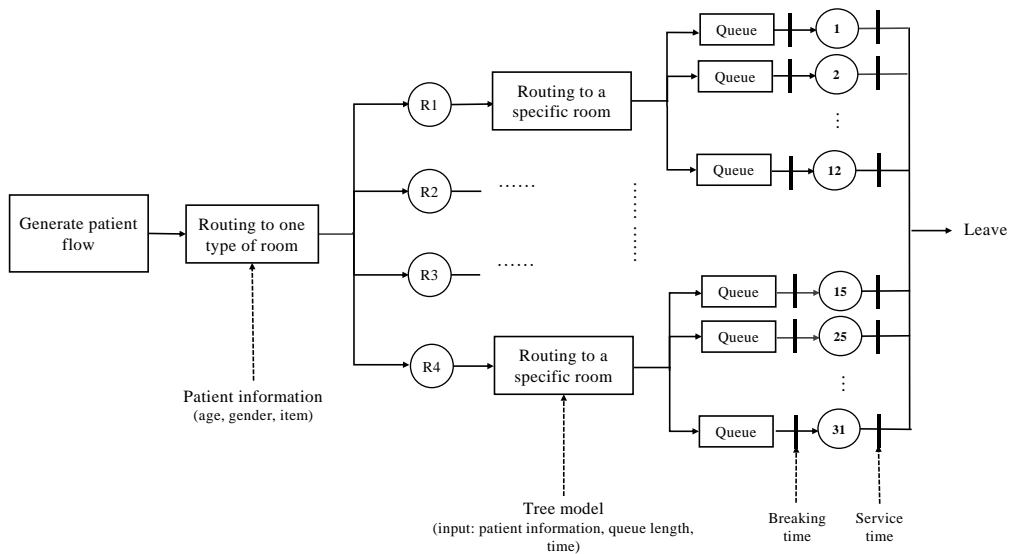 Generate patient
flow
Routing to one
type of room
Patient information
(age, gender, item)
R1
R2
R3
R4
Routing to a
specific room
......
......
Routing to a
specific room
Tree model
(input: patient information, queue length,
time)
Queue
1
Queue
2
Queue
12
Queue
15
Queue
25
Queue
31
Breaking
time
Service
time
Leave